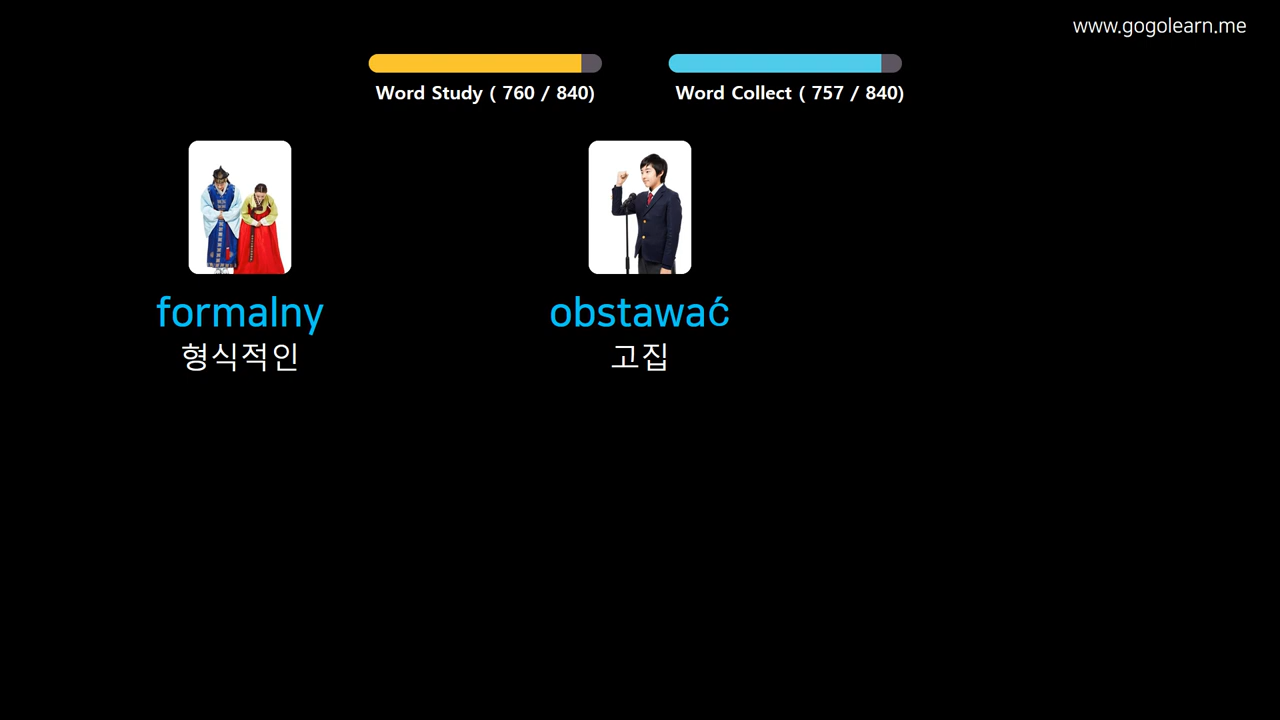 www.gogolearn.me
Word Study ( 760 / 840)
Word Collect ( 757 / 840)
formalny
형식적인
obstawać
고집